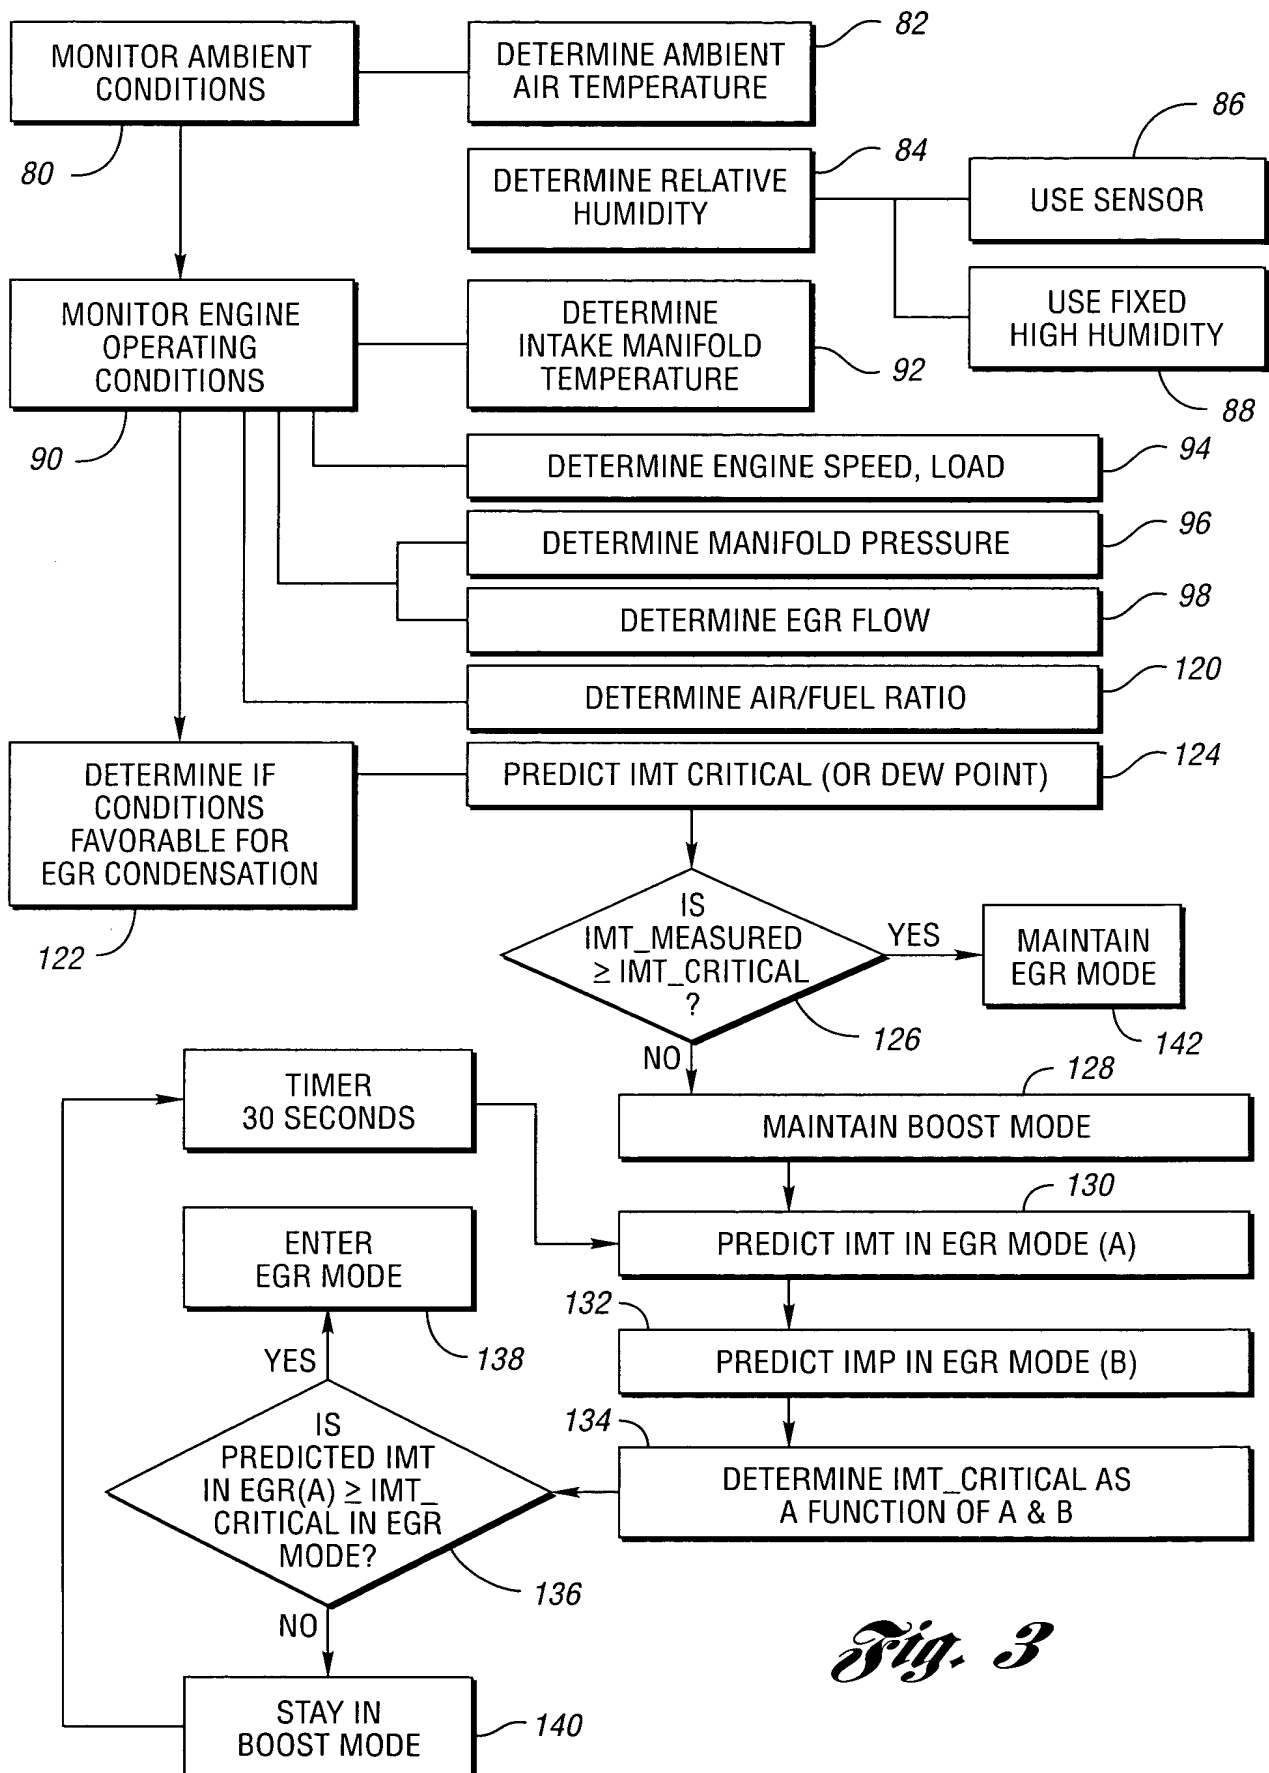 MONITOR AMBIENT
CONDITIONS
80
DETERMINE AMBIENT
AIR TEMPERATURE
82
DETERMINE RELATIVE
HUMIDITY
84
USE SENSOR
86
USE FIXED
HIGH HUMIDITY
88
MONITOR ENGINE
OPERATING
CONDITIONS
90
DETERMINE
INTAKE MANIFOLD
TEMPERATURE
92
DETERMINE ENGINE SPEED, LOAD
94
DETERMINE MANIFOLD PRESSURE
96
DETERMINE EGR FLOW
98
DETERMINE AIR/FUEL RATIO
120
DETERMINE IF
CONDITIONS
FAVORABLE FOR
EGR CONDENSATION
122
PREDICT IMT CRITICAL (OR DEW POINT)
124
IS
IMT_MEASURED
≥ IMT_CRITICAL
?
126
YES
MAINTAIN
EGR MODE
142
NO
MAINTAIN BOOST MODE
128
TIMER
30 SECONDS
PREDICT IMT IN EGR MODE (A)
130
ENTER
EGR MODE
138
PREDICT IMP IN EGR MODE (B)
132
DETERMINE IMT_CRITICAL AS
A FUNCTION OF A & B
134
YES
IS
PREDICTED IMT
IN EGR(A) ≥ IMT_
CRITICAL IN EGR
MODE?
136
NO
STAY IN
BOOST MODE
140
Fig. 3